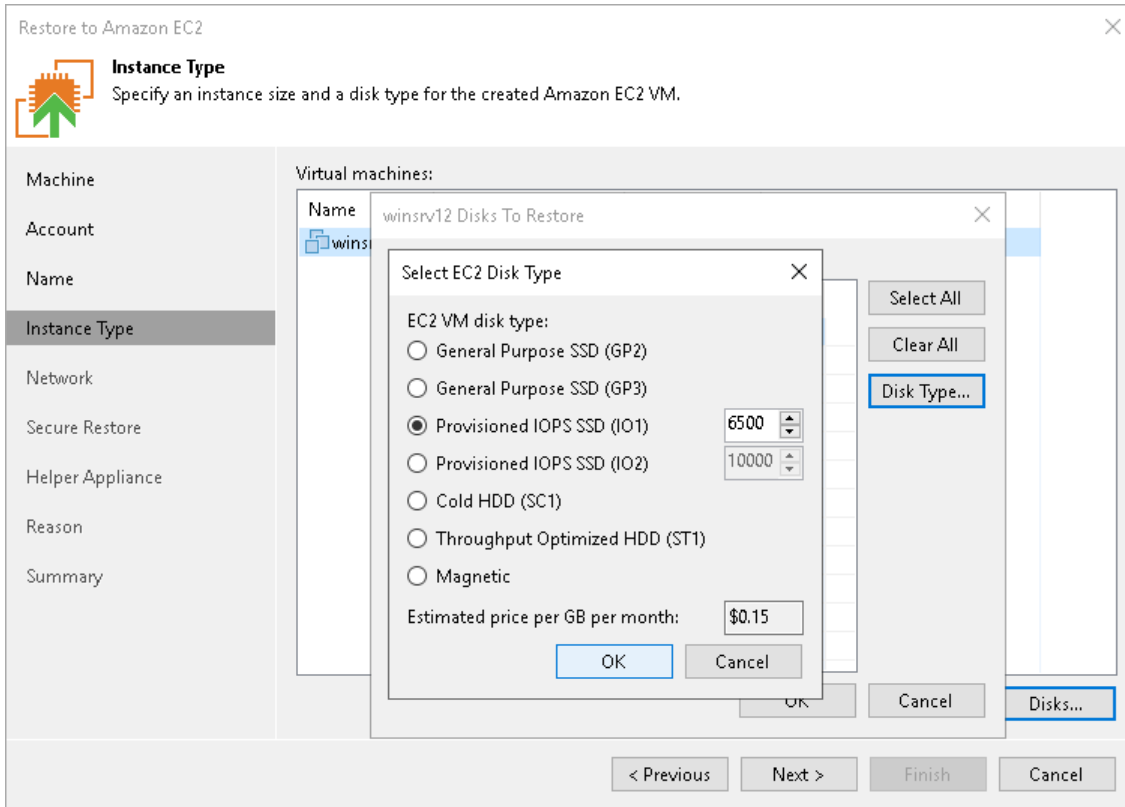 Restore to Amazon EC2
Instance Type
Specify an instance size and a disk type for the created Amazon EC2 VM.
Machine
Account
Name
Instance Type
Network
Secure Restore
Helper Appliance
Reason
Summary
Virtual machines:
Name
winsrv12 Disks To Restore
Select EC2 Disk Type
EC2 VM disk type:
General Purpose SSD (GP2)
General Purpose SSD (GP3)
Provisioned IOPS SSD (IO1) 6500
Provisioned IOPS SSD (IO2) 10000
Cold HDD (SC1)
Throughput Optimized HDD (ST1)
Magnetic
Estimated price per GB per month: $0.15
OK Cancel
Select All
Clear All
Disk Type...
OK Cancel
Disks...
< Previous Next > Finish Cancel